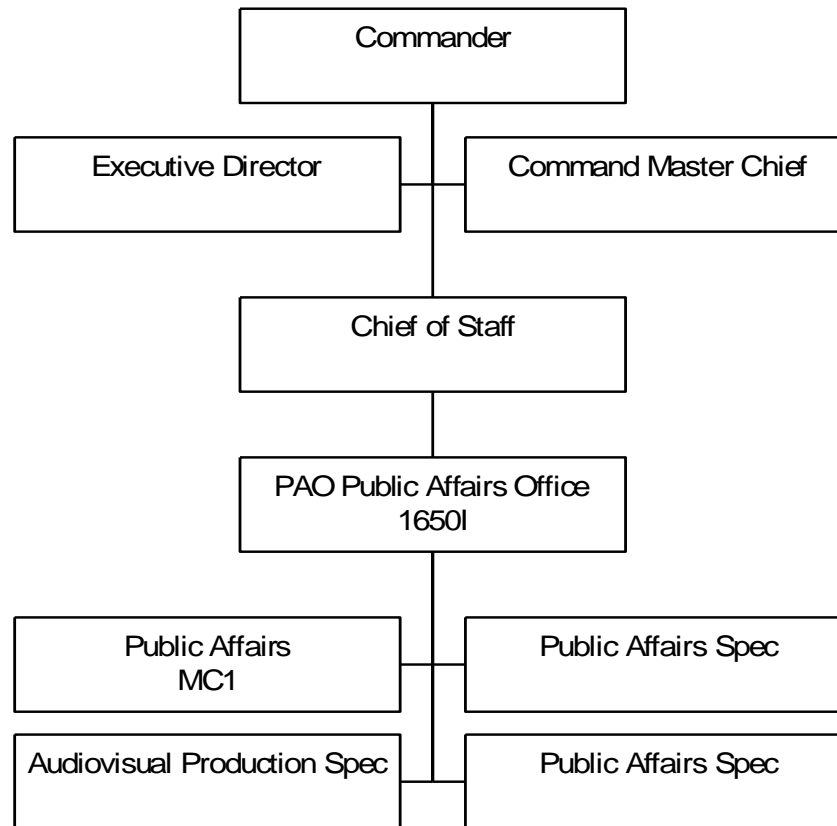 Commander
Executive Director
Command Master Chief
Chief of Staff
PAO Public Affairs Office
1650I
Public Affairs
MC1
Public Affairs Spec
Audiovisual Production Spec
Public Affairs Spec